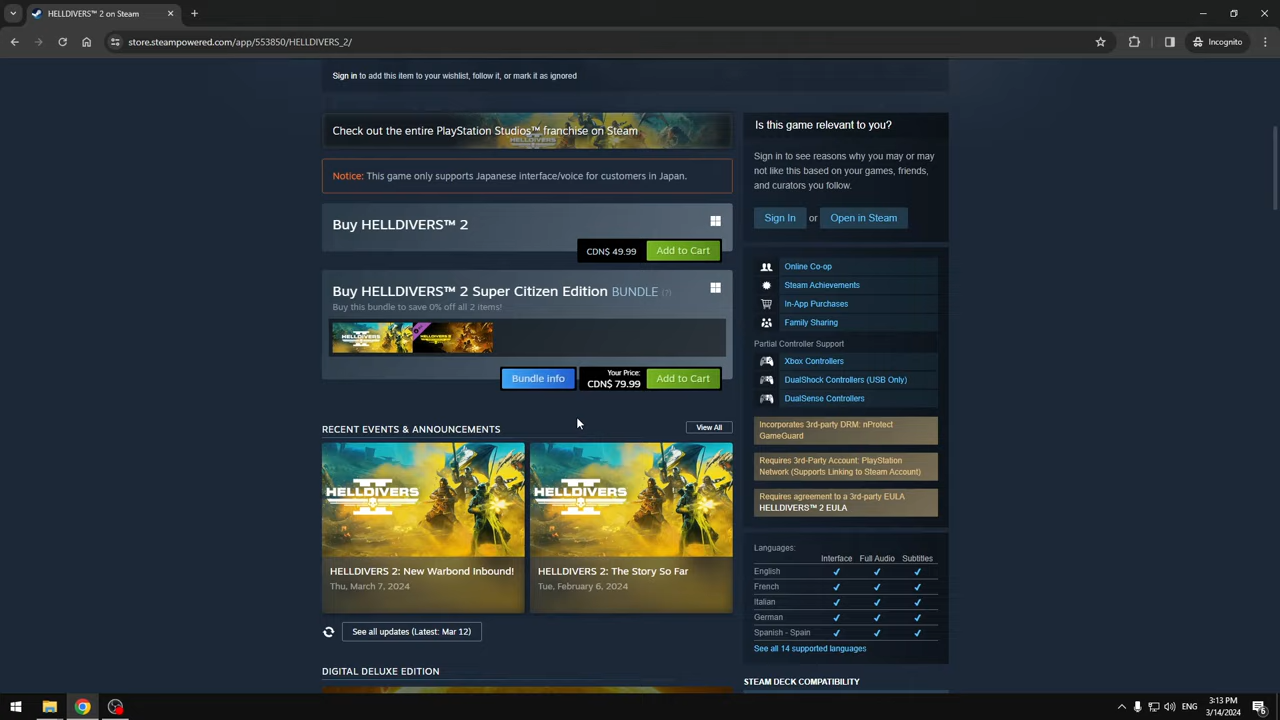 HELLDIVERS™ 2 on Steam
store.steampowered.com/app/553850/HELLDIVERS_2/
Incognito
Sign in to add this item to your wishlist, follow it, or mark it as ignored
Check out the entire PlayStation Studios™ franchise on Steam
Notice: This game only supports Japanese interface/voice for customers in Japan.
Buy HELLDIVERS™ 2
CDN$ 49.99
Add to Cart
Buy HELLDIVERS™ 2 Super Citizen Edition BUNDLE (?)
Buy this bundle to save 0% off all 2 items!
Bundle info
Your Price:
CDN$ 79.99
Add to Cart
RECENT EVENTS & ANNOUNCEMENTS
View All
HELLDIVERS
HELLDIVERS
HELLDIVERS 2: New Warbond Inbound!
Thu, March 7, 2024
HELLDIVERS 2: The Story So Far
Tue, February 6, 2024
See all updates (Latest: Mar 12)
DIGITAL DELUXE EDITION
Is this game relevant to you?
Sign in to see reasons why you may or may
not like this based on your games, friends,
and curators you follow.
Sign In or Open in Steam
Online Co-op
Steam Achievements
In-App Purchases
Family Sharing
Partial Controller Support
Xbox Controllers
DualShock Controllers (USB Only)
DualSense Controllers
Incorporates 3rd-party DRM: nProtect
GameGuard
Requires 3rd-Party Account: PlayStation
Network (Supports Linking to Steam Account)
Requires agreement to a 3rd-party EULA
HELLDIVERS™ 2 EULA
Languages:
Interface Full Audio Subtitles
English ✔ ✔ ✔
French ✔ ✔ ✔
Italian ✔ ✔ ✔
German ✔ ✔ ✔
Spanish - Spain ✔ ✔ ✔
See all 14 supported languages
STEAM DECK COMPATIBILITY
ENG
3:13 PM
3/14/2024